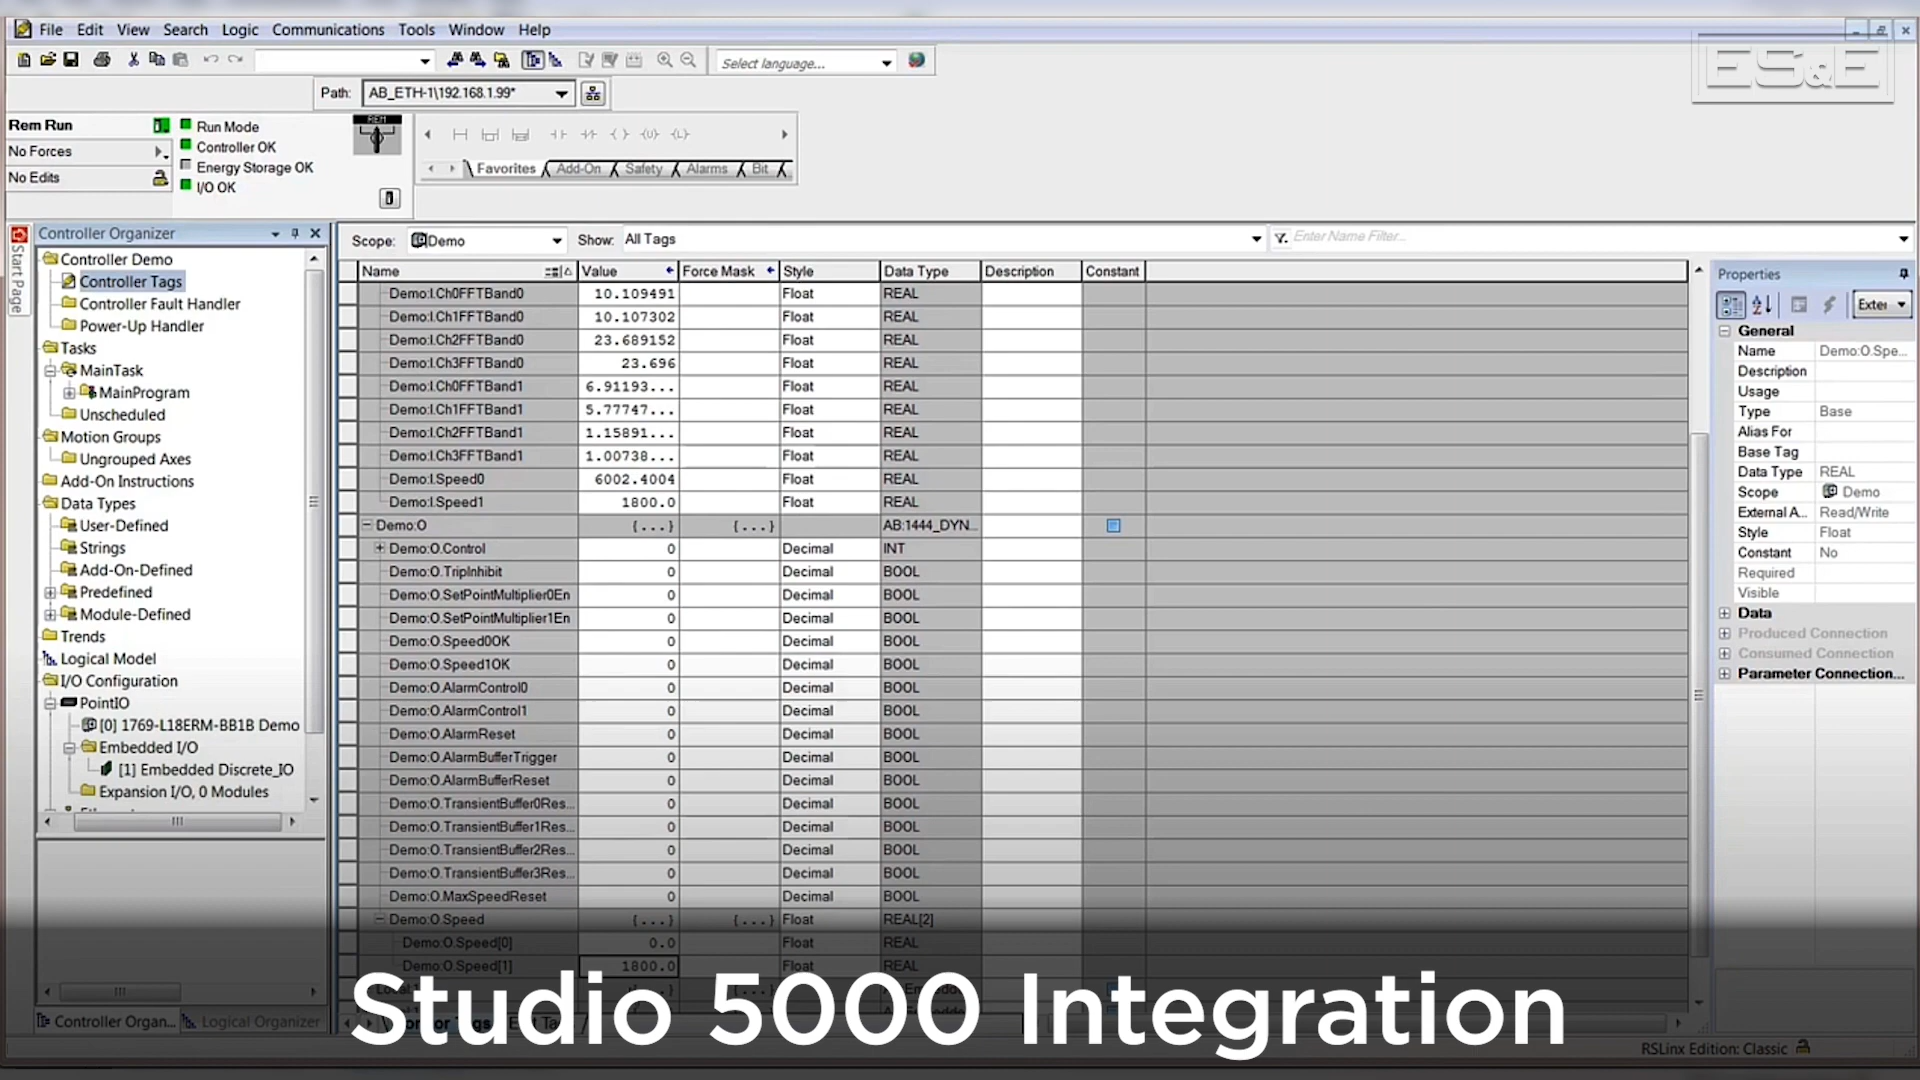 File Edit View Search Logic Communications Tools Window Help
ES&E
Select language...
Path: AB_ETH-1\192.168.1.99*
Rem Run
No Forces
No Edits
Run Mode
Controller OK
Energy Storage OK
I/O OK
REM
Favorites Add-On Safety Alarms Bit
Start Page
Controller Organizer
Controller Demo
Controller Tags
Controller Fault Handler
Power-Up Handler
Tasks
MainTask
MainProgram
Unscheduled
Motion Groups
Ungrouped Axes
Add-On Instructions
Data Types
User-Defined
Strings
Add-On-Defined
Predefined
Module-Defined
Trends
Logical Model
I/O Configuration
PointIO
[0] 1769-L18ERM-BB1B Demo
Embedded I/O
[1] Embedded Discrete_IO
Expansion I/O, 0 Modules
Controller Organ... Logical Organizer
Scope: Demo Show: All Tags Enter Name Filter...
Name Value Force Mask Style Data Type Description Constant
Demo:I.Ch0FFTBand0 10.109491 Float REAL
Demo:I.Ch1FFTBand0 10.107302 Float REAL
Demo:I.Ch2FFTBand0 23.689152 Float REAL
Demo:I.Ch3FFTBand0 23.696 Float REAL
Demo:I.Ch0FFTBand1 6.91193... Float REAL
Demo:I.Ch1FFTBand1 5.77747... Float REAL
Demo:I.Ch2FFTBand1 1.15891... Float REAL
Demo:I.Ch3FFTBand1 1.00738... Float REAL
Demo:I.Speed0 6002.4004 Float REAL
Demo:I.Speed1 1800.0 Float REAL
Demo:O {...} {...} AB:1444_DYN...
Demo:O.Control 0 Decimal INT
Demo:O.TripInhibit 0 Decimal BOOL
Demo:O.SetPointMultiplier0En 0 Decimal BOOL
Demo:O.SetPointMultiplier1En 0 Decimal BOOL
Demo:O.Speed0OK 0 Decimal BOOL
Demo:O.Speed1OK 0 Decimal BOOL
Demo:O.AlarmControl0 0 Decimal BOOL
Demo:O.AlarmControl1 0 Decimal BOOL
Demo:O.AlarmReset 0 Decimal BOOL
Demo:O.AlarmBufferTrigger 0 Decimal BOOL
Demo:O.AlarmBufferReset 0 Decimal BOOL
Demo:O.TransientBuffer0Res... 0 Decimal BOOL
Demo:O.TransientBuffer1Res... 0 Decimal BOOL
Demo:O.TransientBuffer2Res... 0 Decimal BOOL
Demo:O.TransientBuffer3Res... 0 Decimal BOOL
Demo:O.MaxSpeedReset 0 Decimal BOOL
Demo:O.Speed {...} {...} Float REAL[2]
Demo:O.Speed[0] 0.0 Float REAL
Demo:O.Speed[1] 1800.0 Float REAL
Properties
Exter
General
Name Demo:O.Spe...
Description
Usage
Type Base
Alias For
Base Tag
Data Type REAL
Scope Demo
External A... Read/Write
Style Float
Constant No
Required
Visible
Data
Produced Connection
Consumed Connection
Parameter Connection...
Studio 5000 Integration
RSLinx Edition: Classic